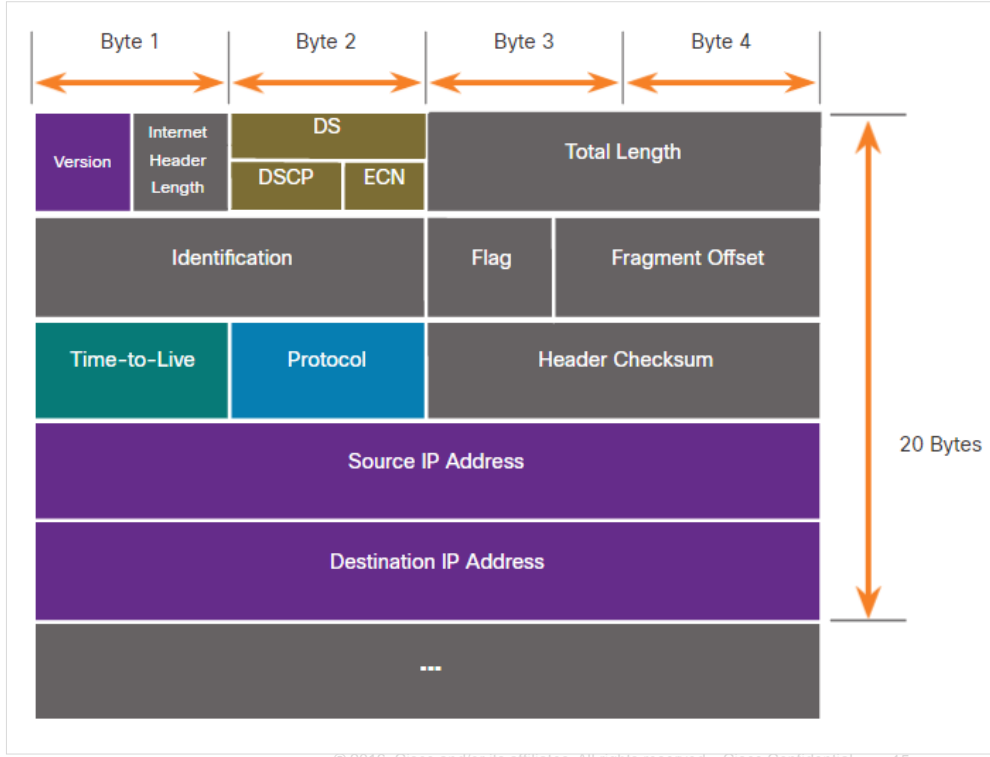 Byte 1
Byte 2
Byte 3
Byte 4
Version
Internet
Header
Length
DS
DSCP
ECN
Total Length
Identification
Flag
Fragment Offset
Time-to-Live
Protocol
Header Checksum
Source IP Address
20 Bytes
Destination IP Address
...